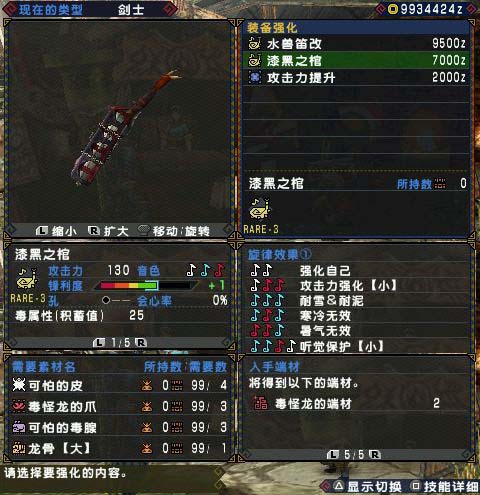 现在的类型 剑士
9934424z
装备强化
水兽笛改 9500z
漆黑之棺 7000z
攻击力提升 2000z
漆黑之棺 所持数 0
RARE-3
L 缩小 R 扩大 移动/旋转
漆黑之棺
攻击力 130 音色
锋利度 +1
RARE-3
孔 ●-- 会心率 0%
毒属性(积蓄值) 25
L 1/5 R
旋律效果①
强化自己
攻击力强化【小】
耐雪&耐泥
寒冷无效
暑气无效
听觉保护【小】
需要素材名 所持数 需要数
可怕的皮 0 99/ 4
毒怪龙的爪 0 99/ 3
可怕的毒腺 0 99/ 3
龙骨【大】 0 99/ 1
入手端材
将得到以下的端材。
毒怪龙的端材 2
L 5/5 R
请选择要强化的内容。
△显示切换 □技能详细